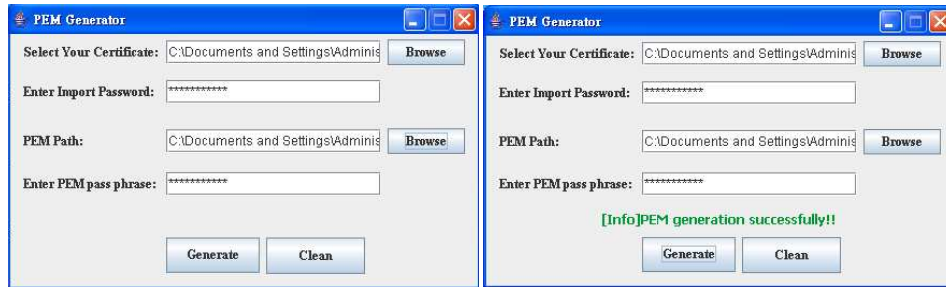 PEM Generator
Select Your Certificate: C:\Documents and Settings\Adminis Browse
Enter Import Password: ***********
PEM Path: C:\Documents and Settings\Adminis Browse
Enter PEM pass phrase: ***********
Generate Clean
PEM Generator
Select Your Certificate: C:\Documents and Settings\Adminis Browse
Enter Import Password: ***********
PEM Path: C:\Documents and Settings\Adminis Browse
Enter PEM pass phrase: ***********
[Info]PEM generation successfully!!
Generate Clean